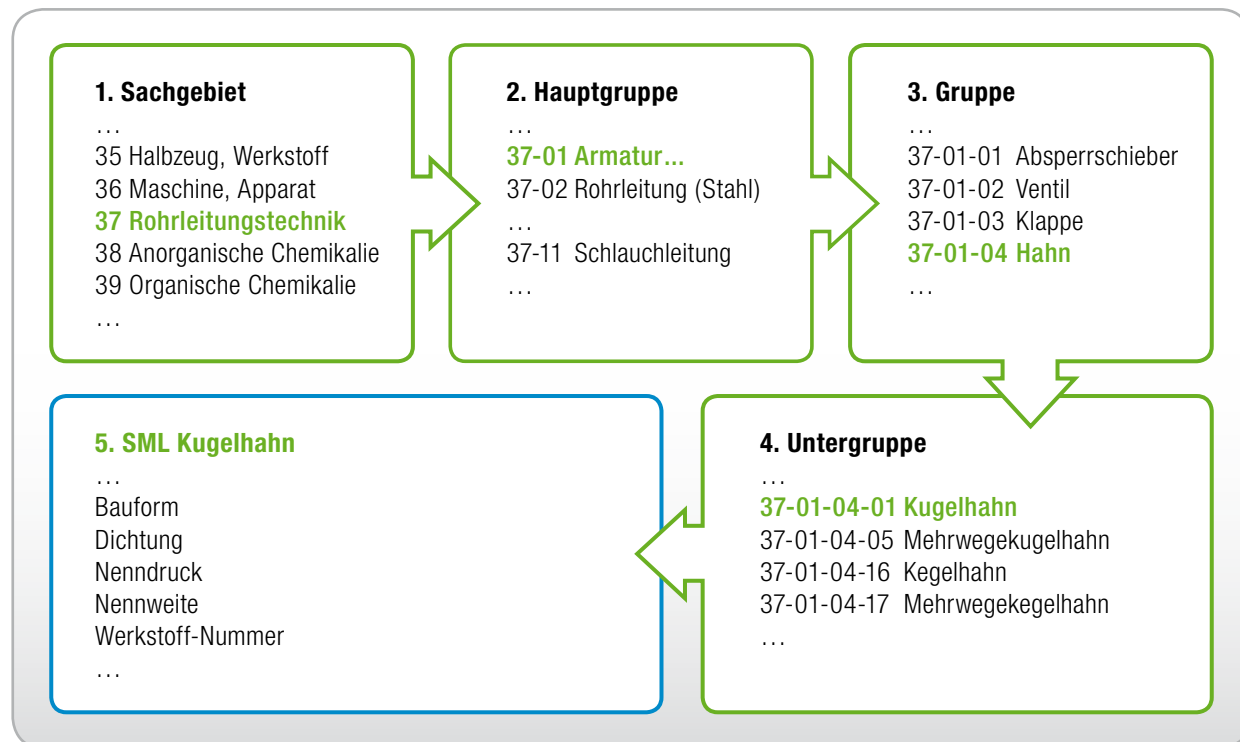 1. Sachgebiet
…
35 Halbzeug, Werkstoff
36 Maschine, Apparat
37 Rohrleitungstechnik
38 Anorganische Chemikalie
39 Organische Chemikalie
…
2. Hauptgruppe
…
37-01 Armatur…
37-02 Rohrleitung (Stahl)
…
37-11 Schlauchleitung
…
3. Gruppe
…
37-01-01 Absperrschieber
37-01-02 Ventil
37-01-03 Klappe
37-01-04 Hahn
…
4. Untergruppe
…
37-01-04-01 Kugelhahn
37-01-04-05 Mehrwegekugelhahn
37-01-04-16 Kegelhahn
37-01-04-17 Mehrwegekegelhahn
…
5. SML Kugelhahn
…
Bauform
Dichtung
Nenndruck
Nennweite
Werkstoff-Nummer
…